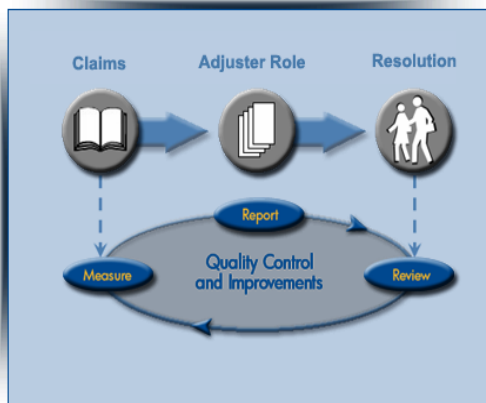 Claims
Adjuster Role
Resolution
Report
Quality Control
and Improvements
Measure
Review